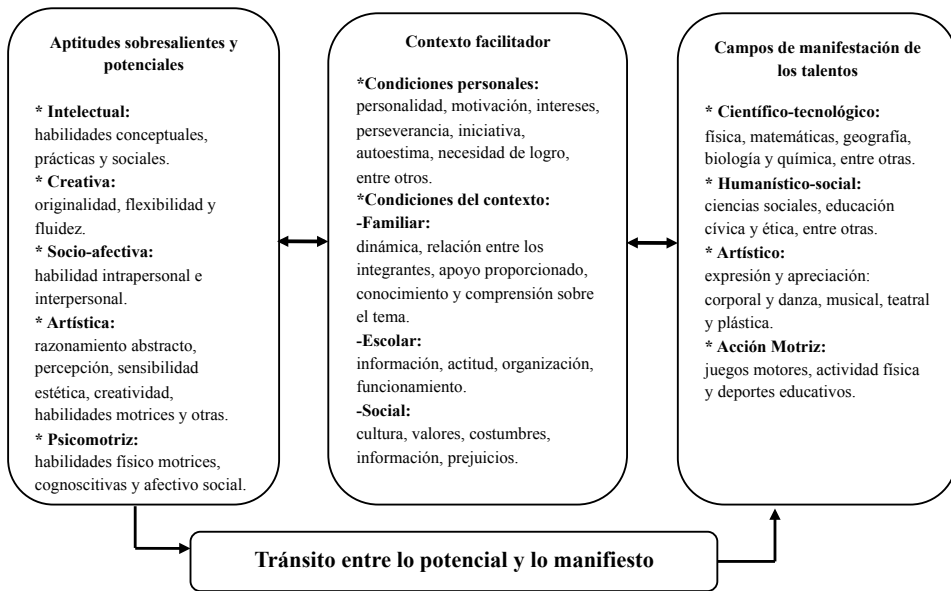 Aptitudes sobresalientes y
potenciales
* Intelectual:
habilidades conceptuales,
prácticas y sociales.
* Creativa:
originalidad, flexibilidad y
fluidez.
* Socio-afectiva:
habilidad intrapersonal e
interpersonal.
* Artística:
razonamiento abstracto,
percepción, sensibilidad
estética, creatividad,
habilidades motrices y otras.
* Psicomotriz:
habilidades físico motrices,
cognoscitivas y afectivo social.
Contexto facilitador
*Condiciones personales:
personalidad, motivación, intereses,
perseverancia, iniciativa,
autoestima, necesidad de logro,
entre otros.
*Condiciones del contexto:
-Familiar:
dinámica, relación entre los
integrantes, apoyo proporcionado,
conocimiento y comprensión sobre
el tema.
-Escolar:
información, actitud, organización,
funcionamiento.
-Social:
cultura, valores, costumbres,
información, prejuicios.
Campos de manifestación de
los talentos
* Científico-tecnológico:
física, matemáticas, geografía,
biología y química, entre otras.
* Humanístico-social:
ciencias sociales, educación
cívica y ética, entre otras.
* Artístico:
expresión y apreciación:
corporal y danza, musical, teatral
y plástica.
* Acción Motriz:
juegos motores, actividad física
y deportes educativos.
Tránsito entre lo potencial y lo manifiesto